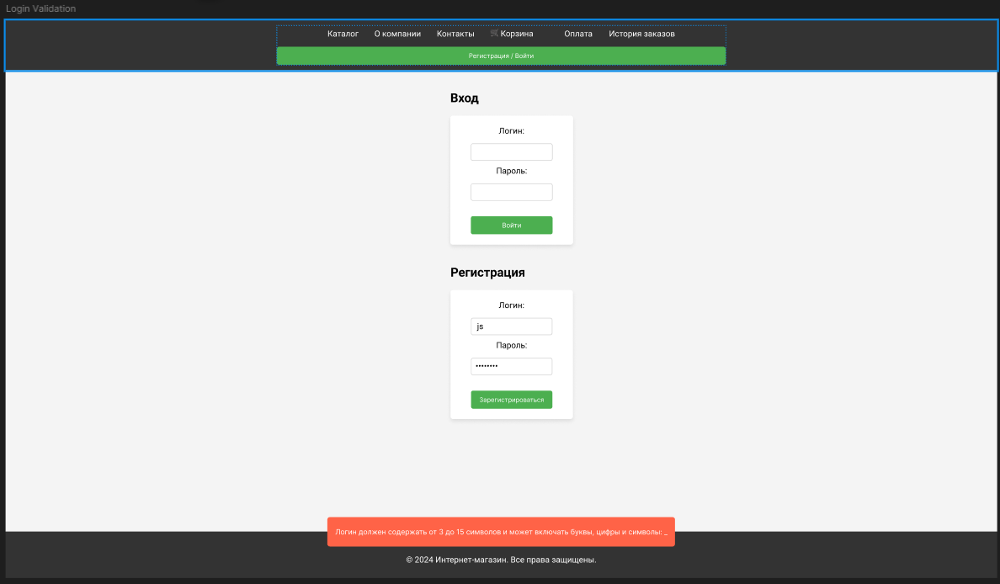 Login Validation
Каталог О компании Контакты 🛒 Корзина Оплата История заказов
Регистрация / Войти
Вход
Логин:
Пароль:
Войти
Регистрация
Логин:
js
Пароль:
••••••••
Зарегистрироваться
Логин должен содержать от 3 до 15 символов и может включать буквы, цифры и символы: _
© 2024 Интернет-магазин. Все права защищены.